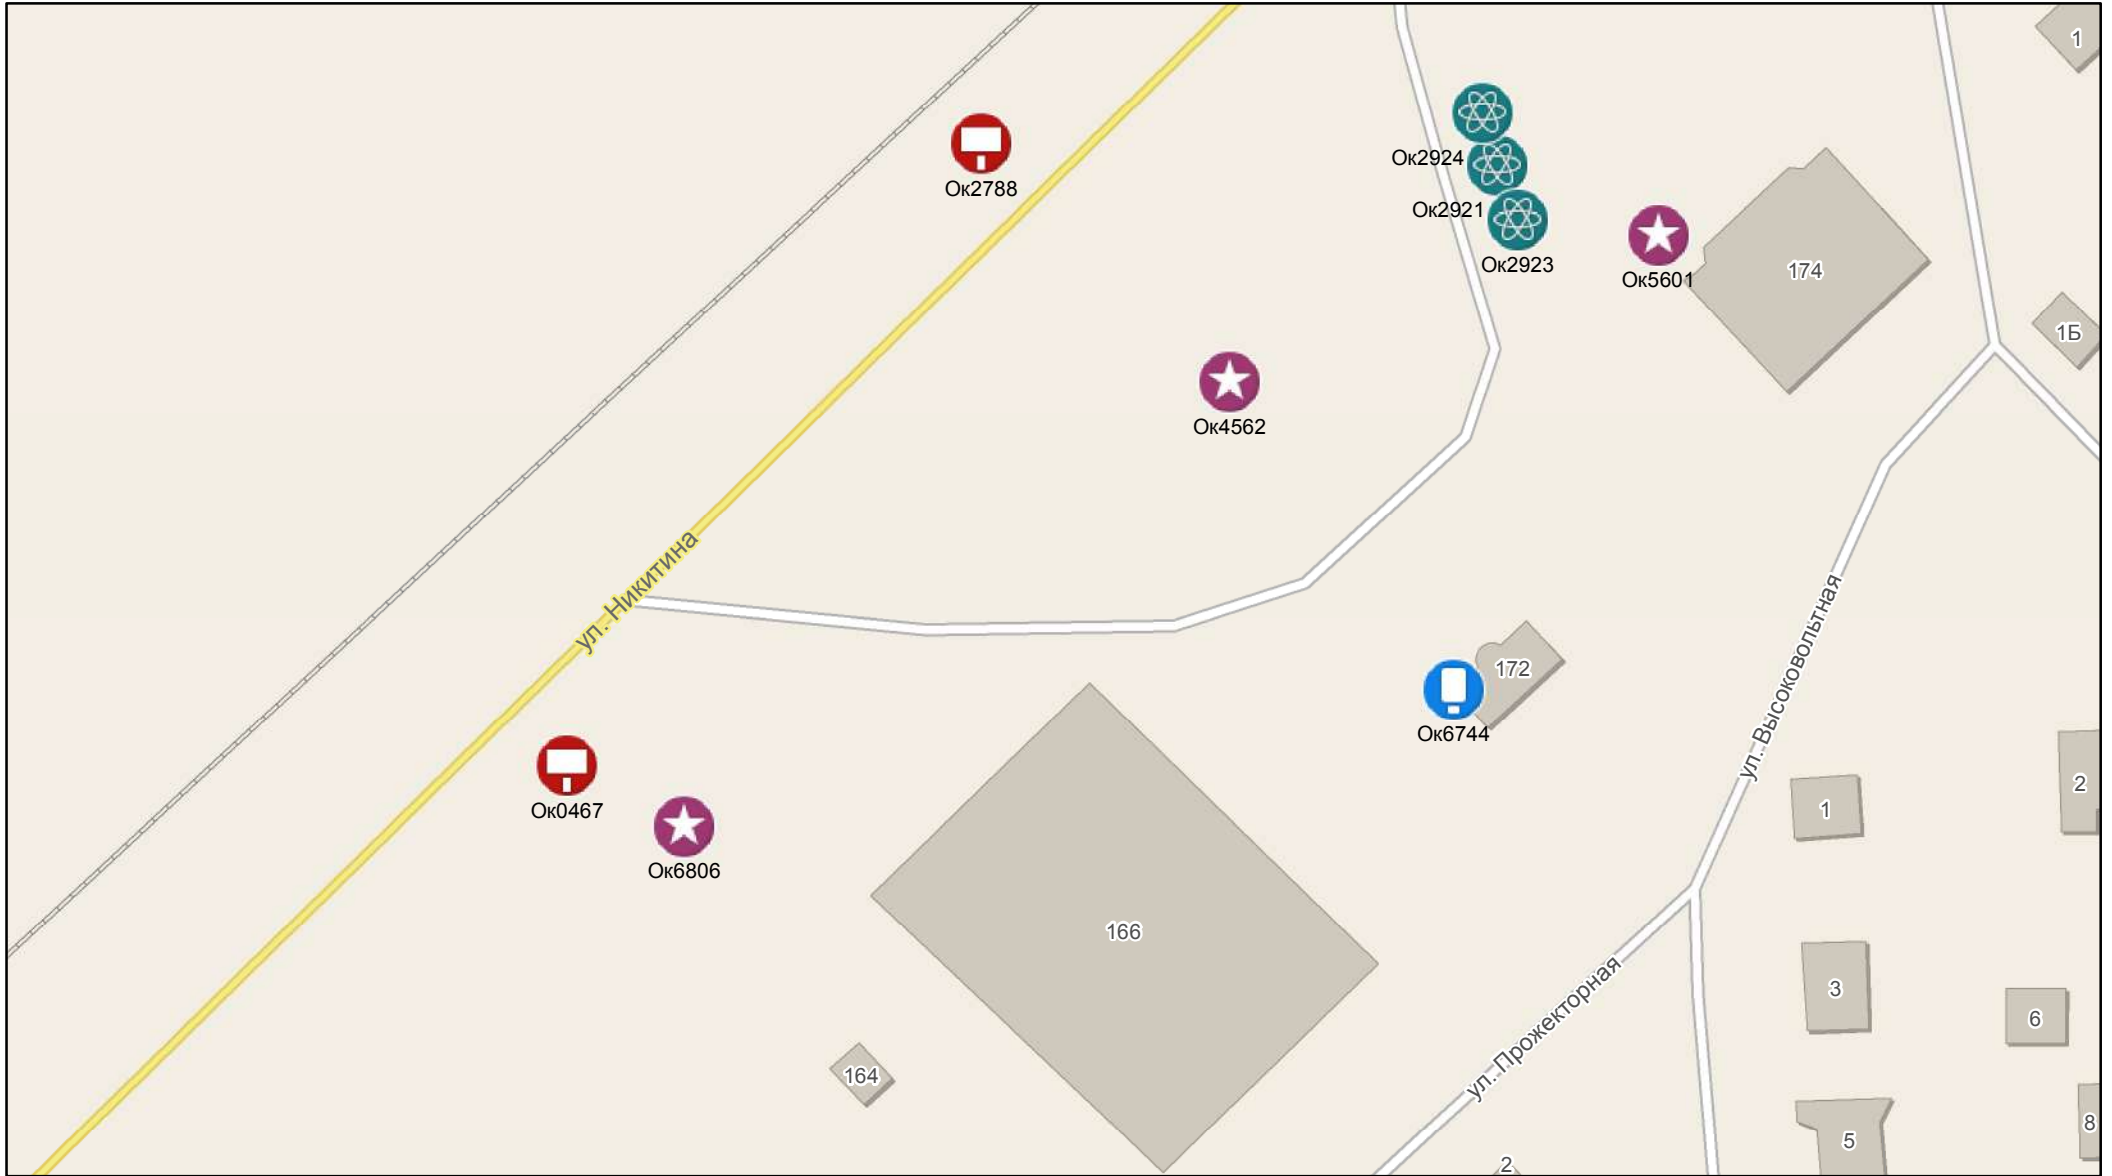 1
Ок2788
Ок2924
Ок2921
Ок2923
Ок5601
174
1Б
Ок4562
ул. Никитина
172
Ок6744
ул. Высоковольтная
Ок0467
2
1
Ок6806
166
3
6
ул. Прожекторная
164
8
5
2